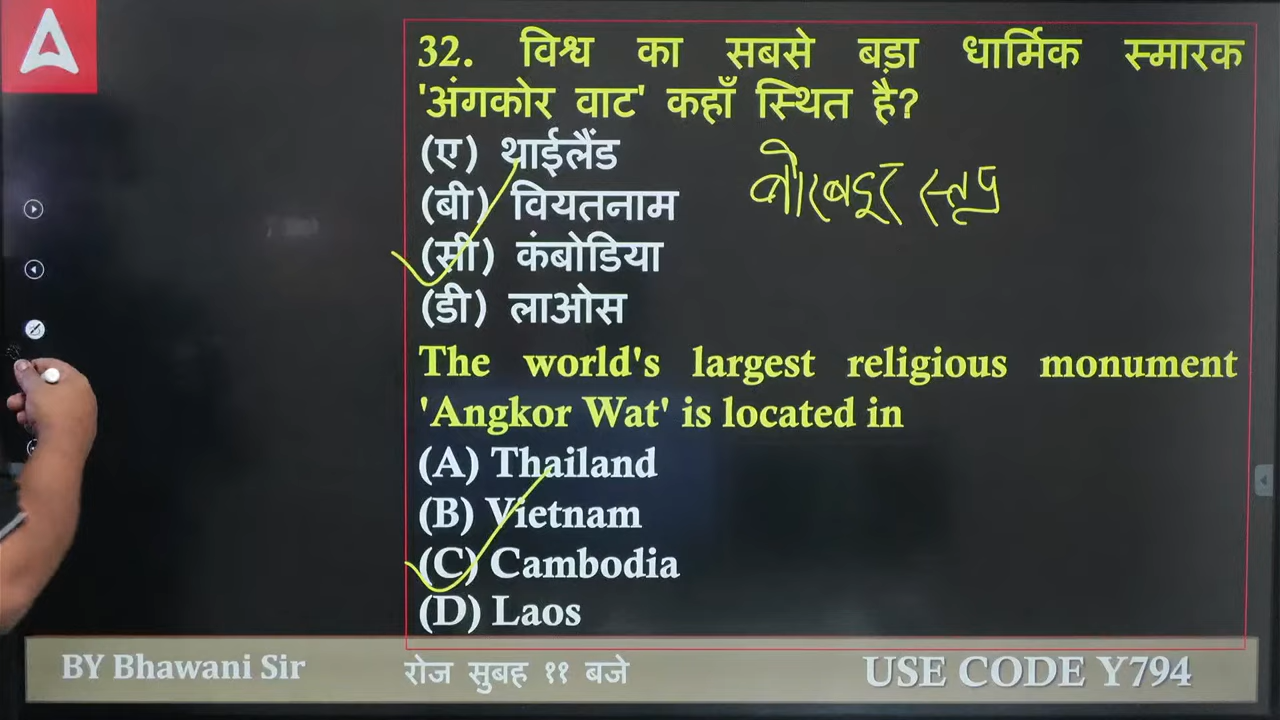 32. विश्व का सबसे बड़ा धार्मिक स्मारक
'अंगकोर वाट' कहाँ स्थित है?
(ए) थाईलैंड
(बी) वियतनाम
(सी) कंबोडिया
(डी) लाओस
बोरबदूर स्तूप
The world's largest religious monument
'Angkor Wat' is located in
(A) Thailand
(B) Vietnam
(C) Cambodia
(D) Laos
BY Bhawani Sir
रोज सुबह ११ बजे
USE CODE Y794